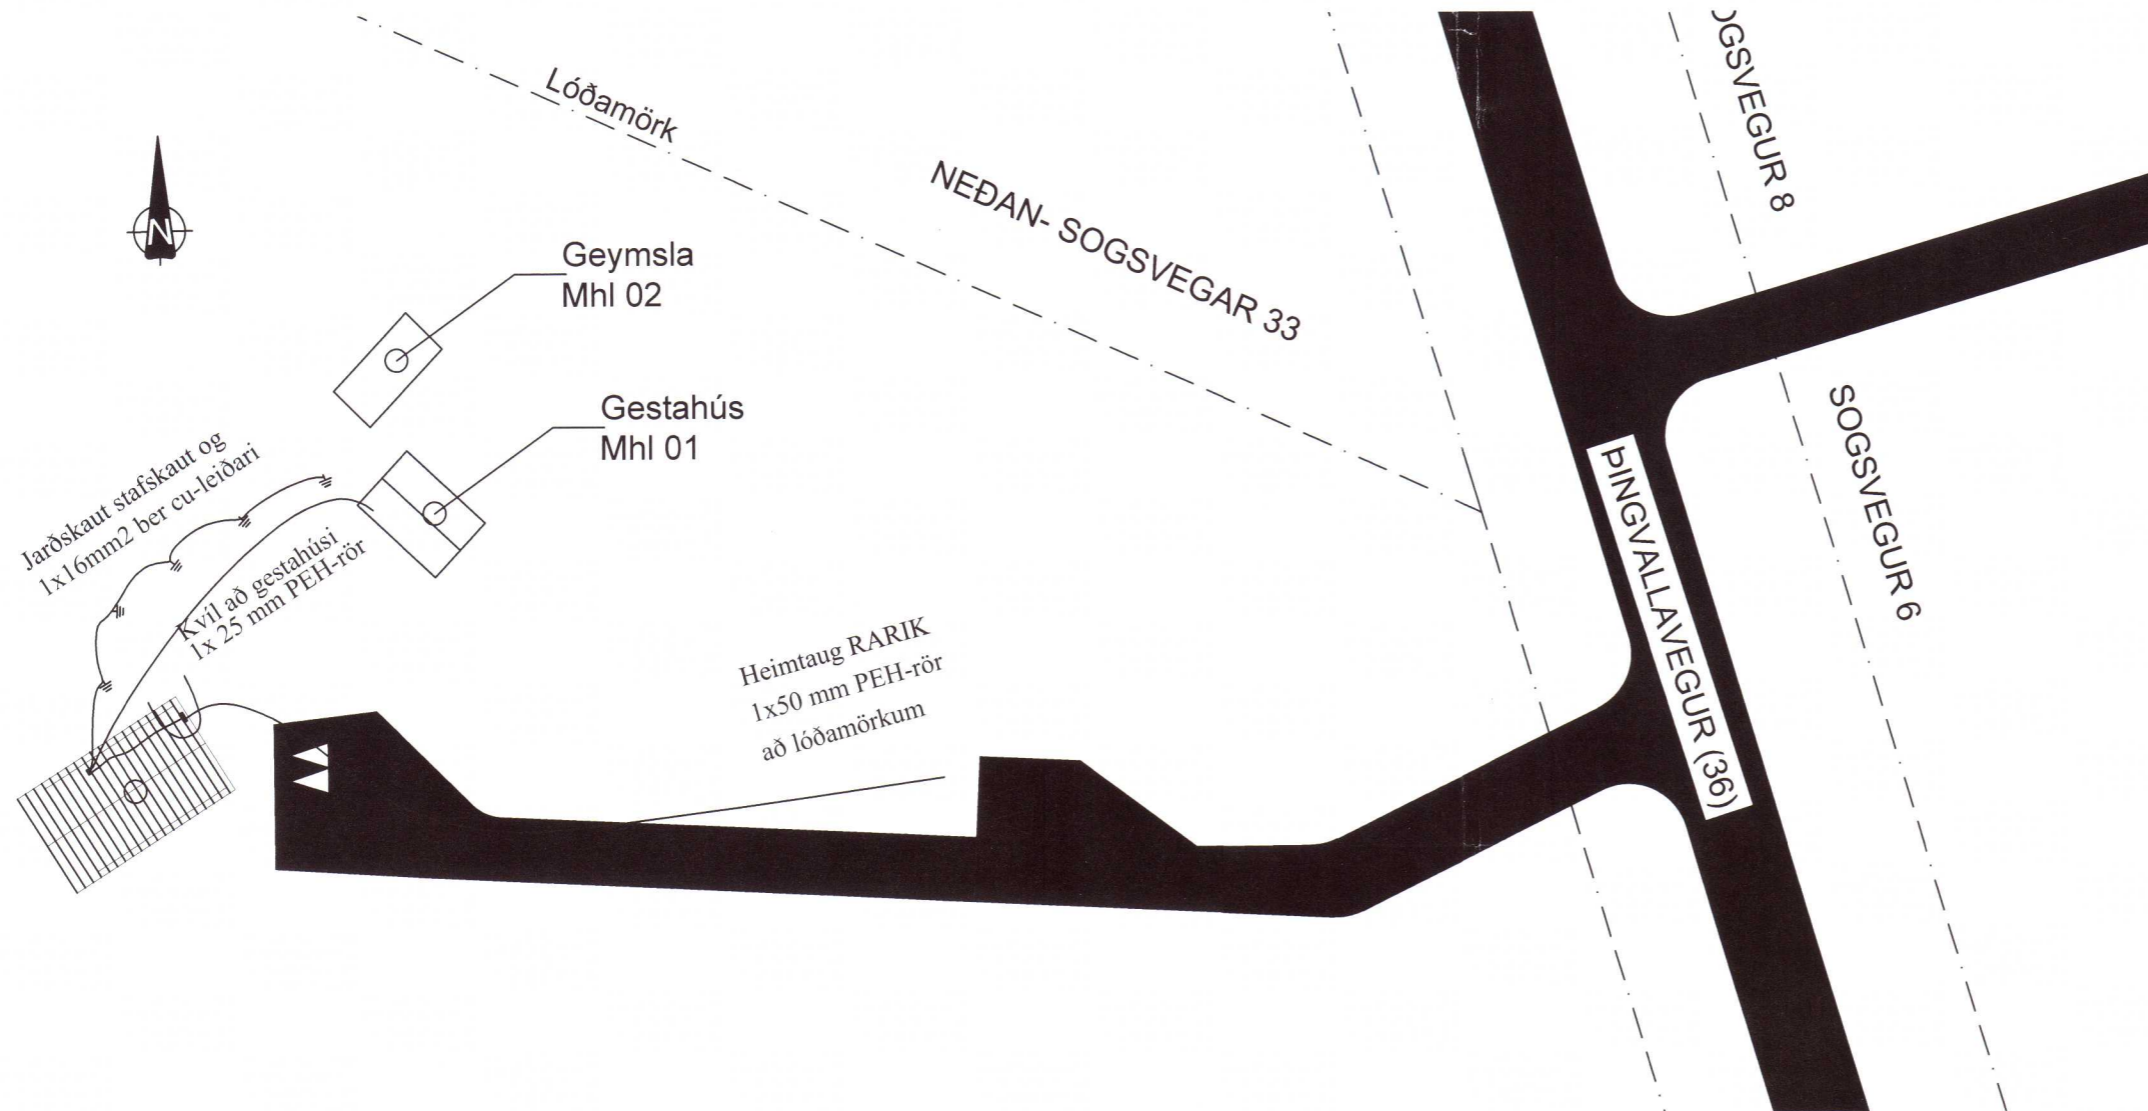 Lóðamörk
NEÐAN- SOGSVEGAR 33
SOGSVEGUR 8
N
Geymsla
Mhl 02
Gestahús
Mhl 01
Jarðskaut stafskaut og
1x16mm2 ber cu-leiðari
Kvíl að gestahúsi
1x 25 mm PEH-rör
Heimtaug RARIK
1x50 mm PEH-rör
að lóðamörkum
ÞINGVALLAVEGUR (36)
SOGSVEGUR 6